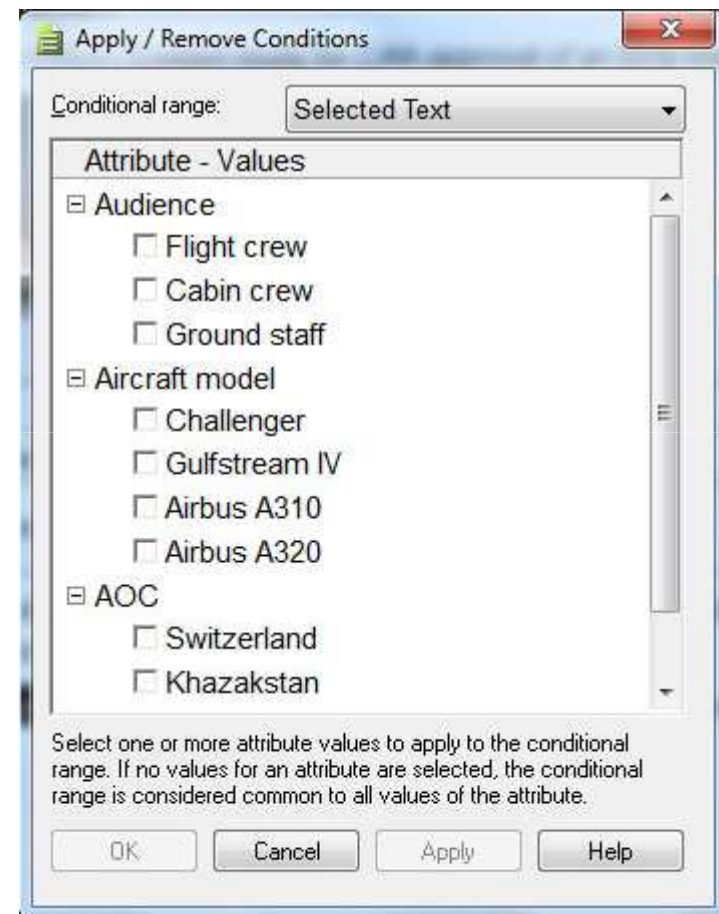 Apply / Remove Conditions
Conditional range: Selected Text
Attribute - Values
Audience
Flight crew
Cabin crew
Ground staff
Aircraft model
Challenger
Gulfstream IV
Airbus A310
Airbus A320
AOC
Switzerland
Khazakstan
Select one or more attribute values to apply to the conditional
range. If no values for an attribute are selected, the conditional
range is considered common to all values of the attribute.
OK Cancel Apply Help